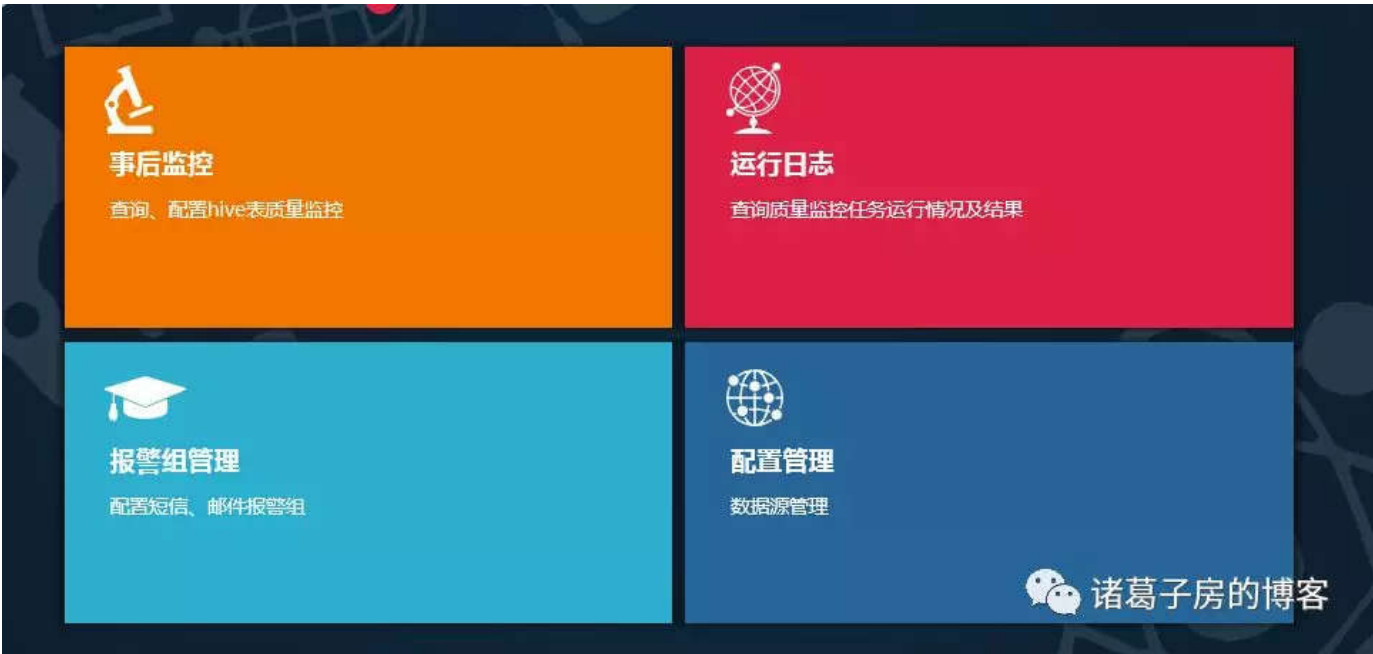 事后监控
查询、配置hive表质量监控
运行日志
查询质量监控任务运行情况及结果
报警组管理
配置短信、邮件报警组
配置管理
数据源管理
诸葛子房的博客